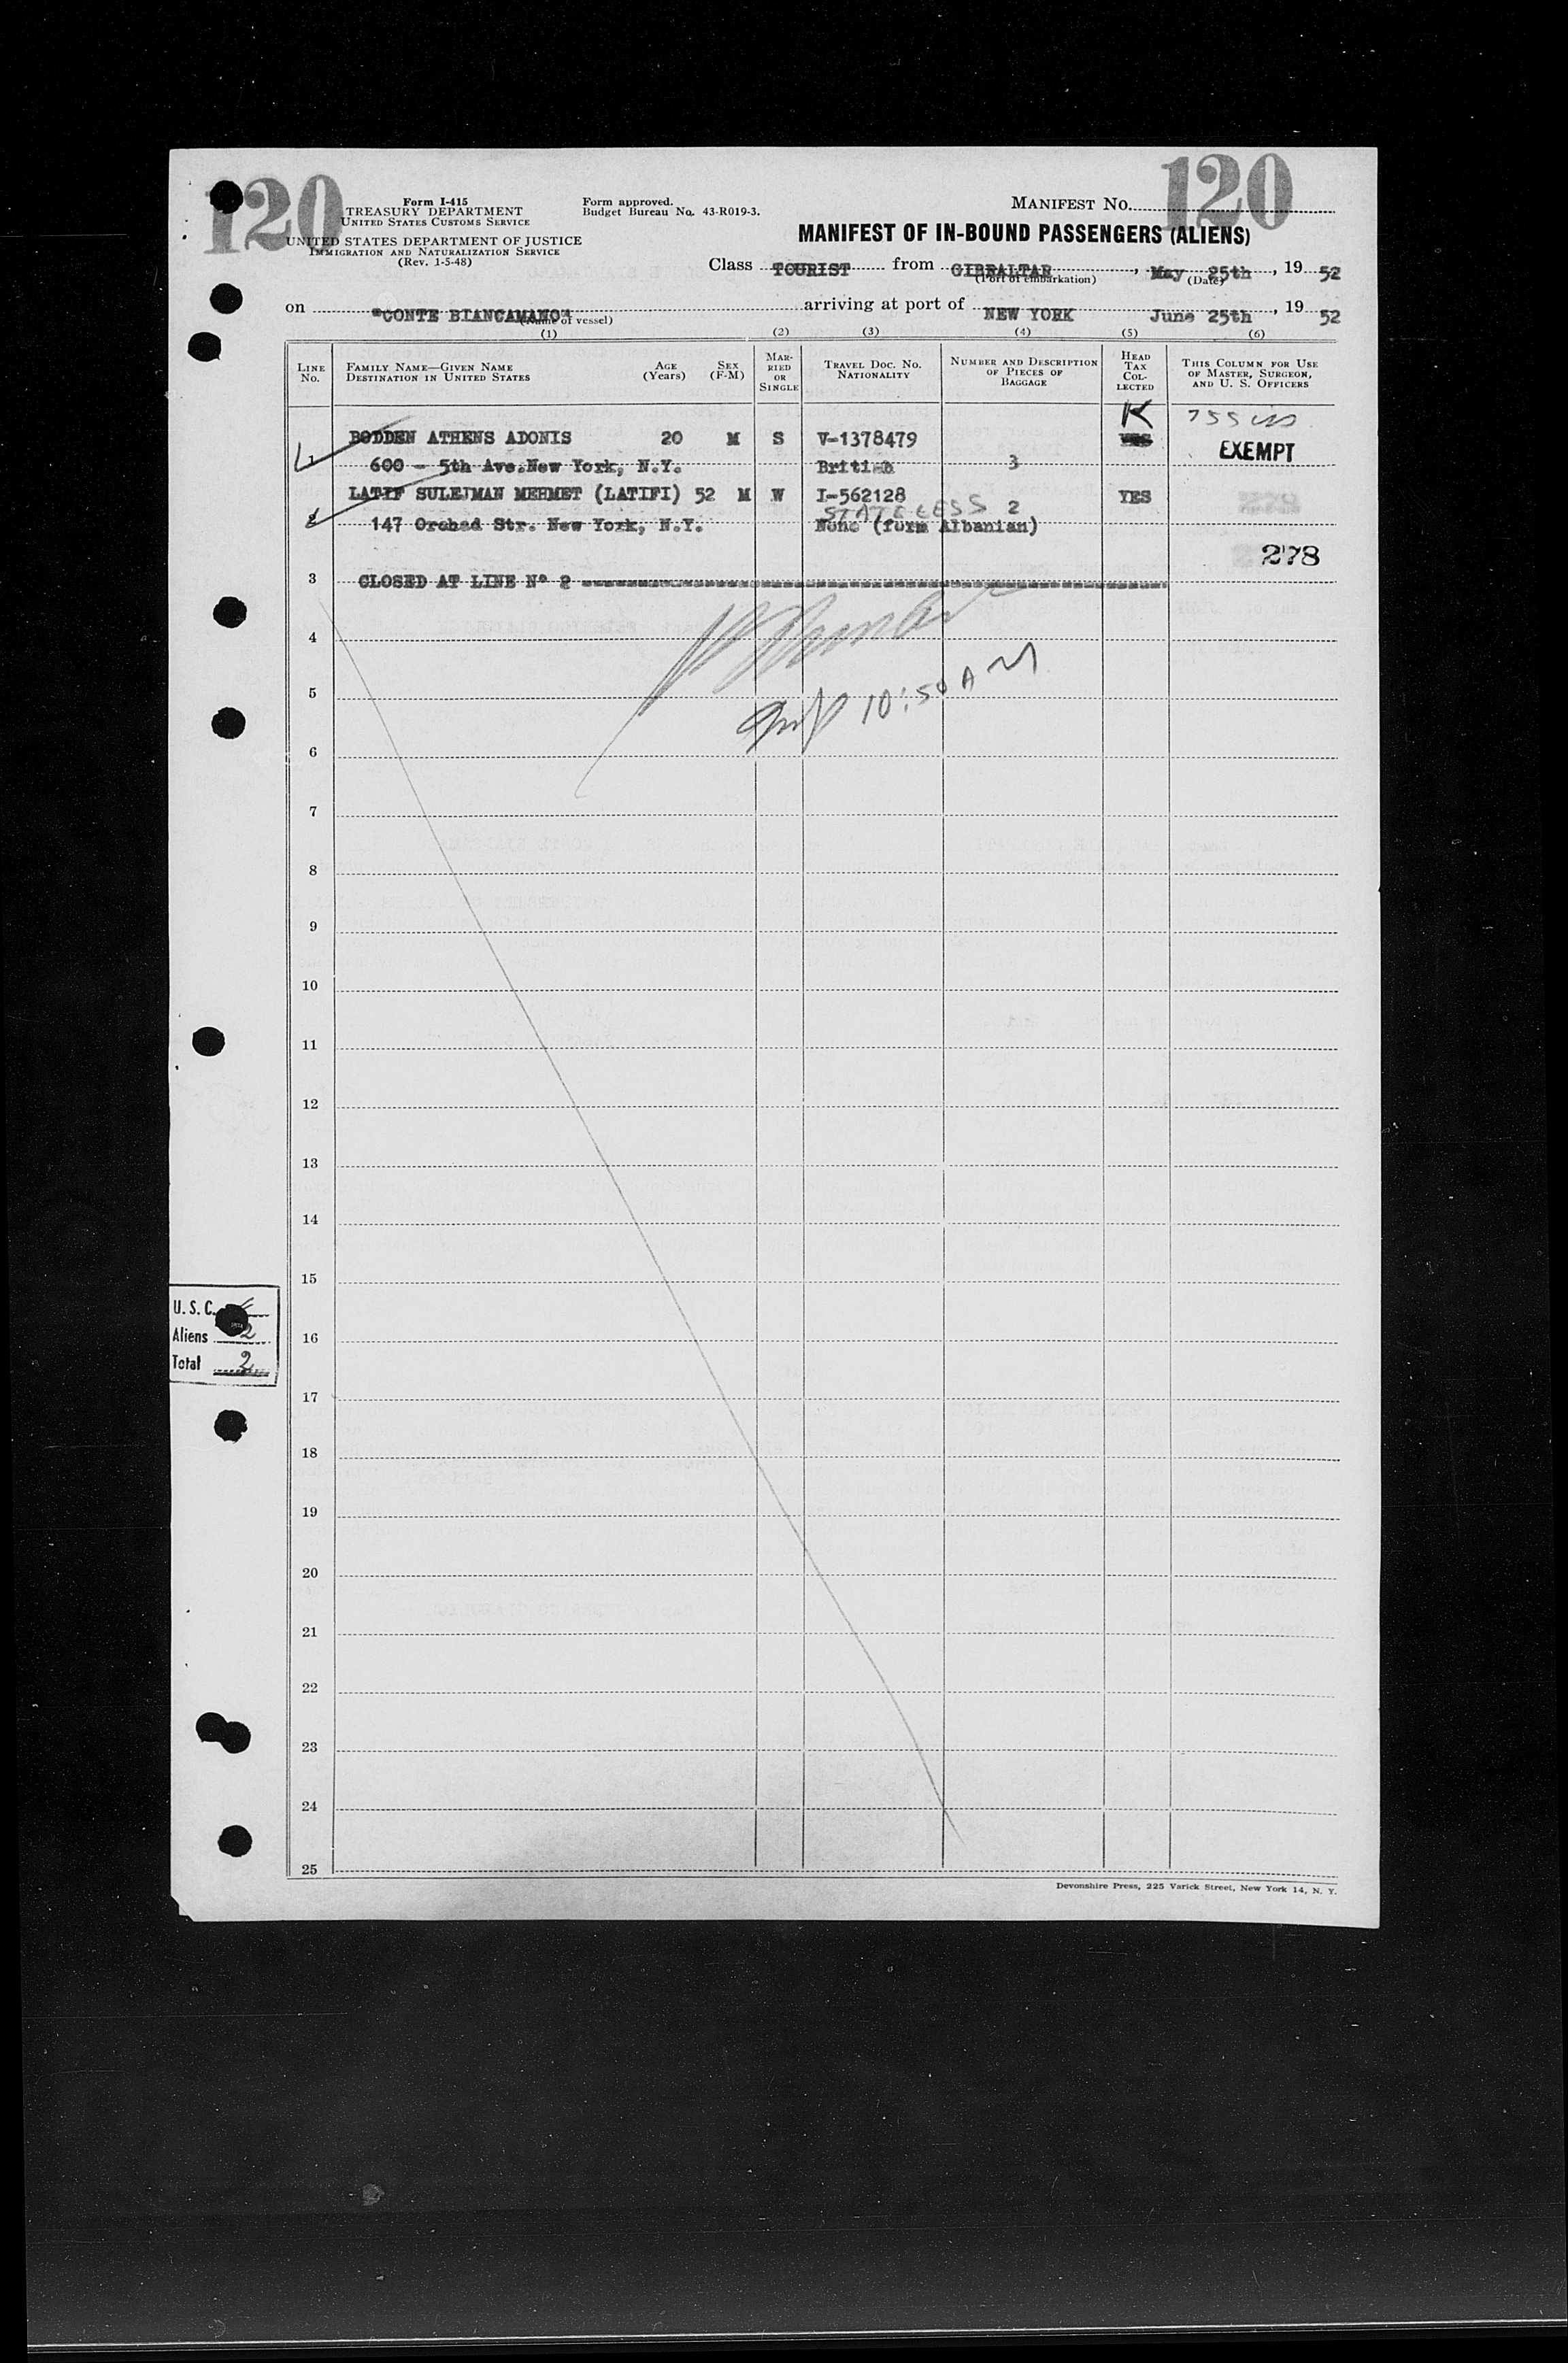 120
120
Form I-415
TREASURY DEPARTMENT
UNITED STATES CUSTOMS SERVICE
UNITED STATES DEPARTMENT OF JUSTICE
IMMIGRATION AND NATURALIZATION SERVICE
(Rev. 1-5-48)
Form approved.
Budget Bureau No. 43-R019-3.
MANIFEST NO.
MANIFEST OF IN-BOUND PASSENGERS (ALIENS)
Class TOURIST from GIBRALTAR, May 25th, 19 52
(Port of embarkation) (Date)
on "CONTE BIANCAMANO" arriving at port of NEW YORK June 25th, 19 52
(Name of vessel)
(1) (2) (3) (4) (5) (6)
LINE NO.
FAMILY NAME—GIVEN NAME
DESTINATION IN UNITED STATES
AGE (Years)
SEX (F-M)
MARRIED OR SINGLE
TRAVEL DOC. NO. NATIONALITY
NUMBER AND DESCRIPTION OF PIECES OF BAGGAGE
HEAD TAX COLLECTED
THIS COLUMN FOR USE OF MASTER, SURGEON, AND U. S. OFFICERS
K
BODDEN ATHENS ADONIS 20 M S V-1378479 YES EXEMPT
1 600 - 5th Ave. New York, N.Y. British 3
LATIF SULEJMAN MEHMET (LATIFI) 52 M W I-562128 YES
STATELESS 2
2 147 Orchad Str. New York, N.Y. None (form Albanian)
278
3 CLOSED AT LINE N° 2
4
10:50 AM
5
6
7
8
9
10
11
12
13
14
15
U. S. C.
Aliens 2
Total 2
16
17
18
19
20
21
22
23
24
25
Devonshire Press, 225 Varick Street, New York 14, N. Y.